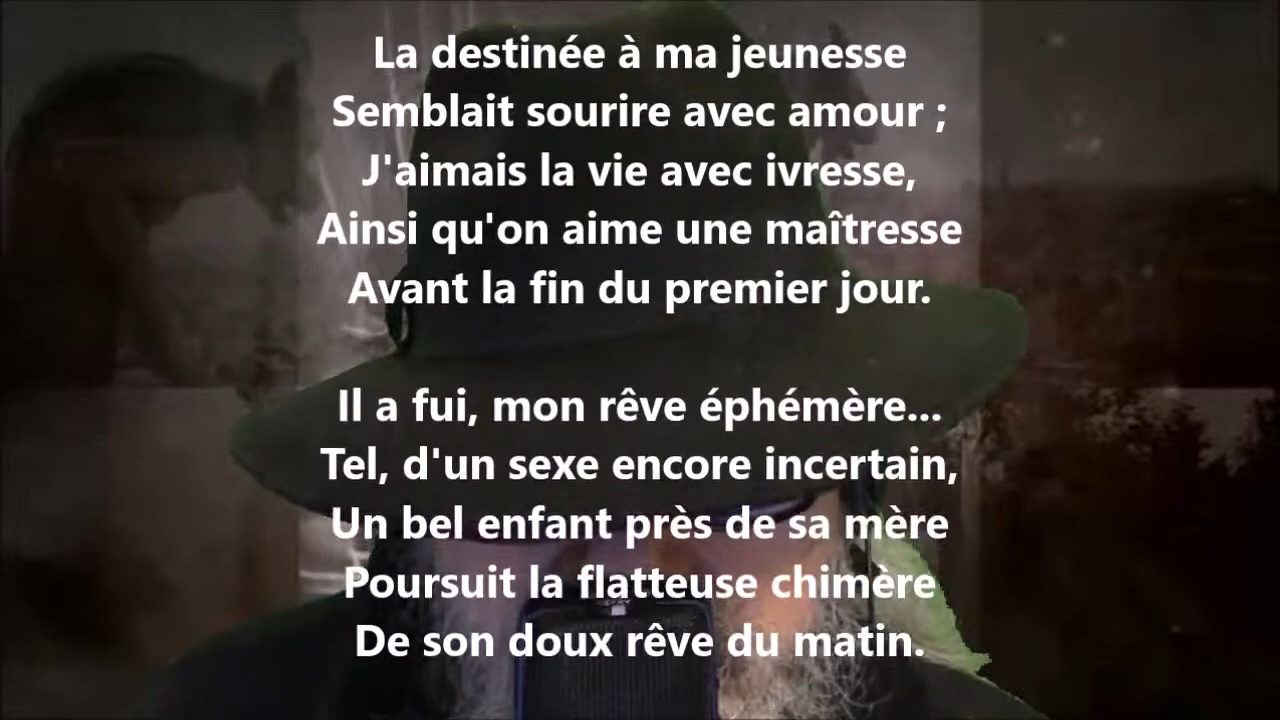 La destinée à ma jeunesse
Semblait sourire avec amour ;
J'aimais la vie avec ivresse,
Ainsi qu'on aime une maîtresse
Avant la fin du premier jour.
Il a fui, mon rêve éphémère...
Tel, d'un sexe encore incertain,
Un bel enfant près de sa mère
Poursuit la flatteuse chimère
De son doux rêve du matin.